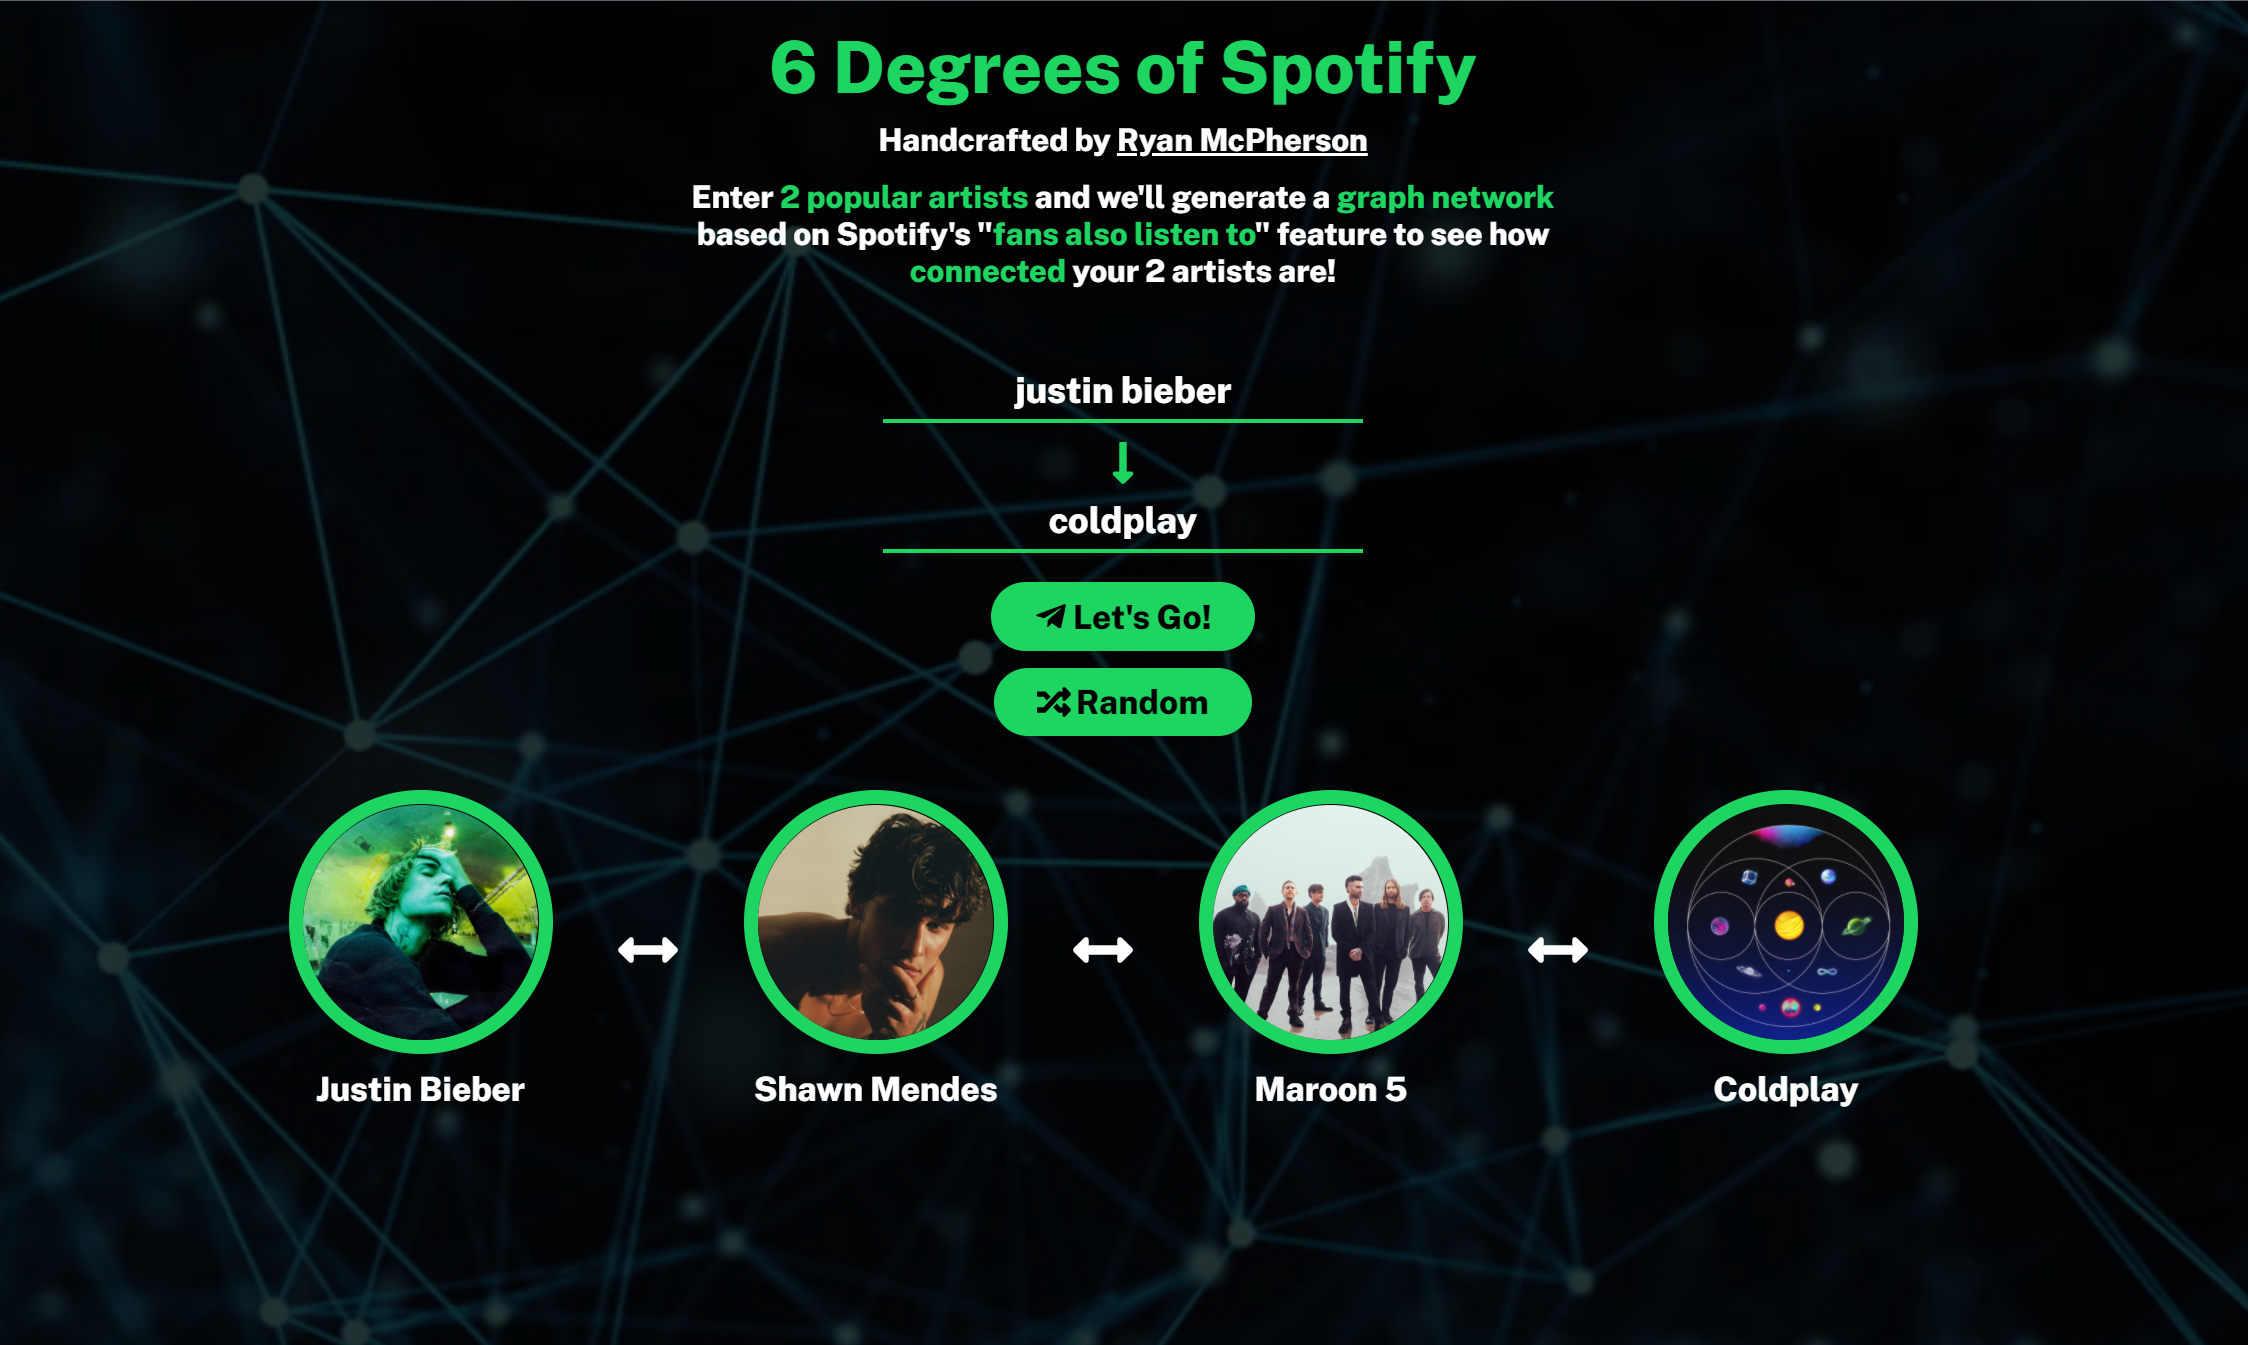 6 Degrees of Spotify
Handcrafted by Ryan McPherson
Enter 2 popular artists and we'll generate a graph network
based on Spotify's "fans also listen to" feature to see how
connected your 2 artists are!
justin bieber
coldplay
Let's Go!
Random
Justin Bieber
Shawn Mendes
Maroon 5
Coldplay